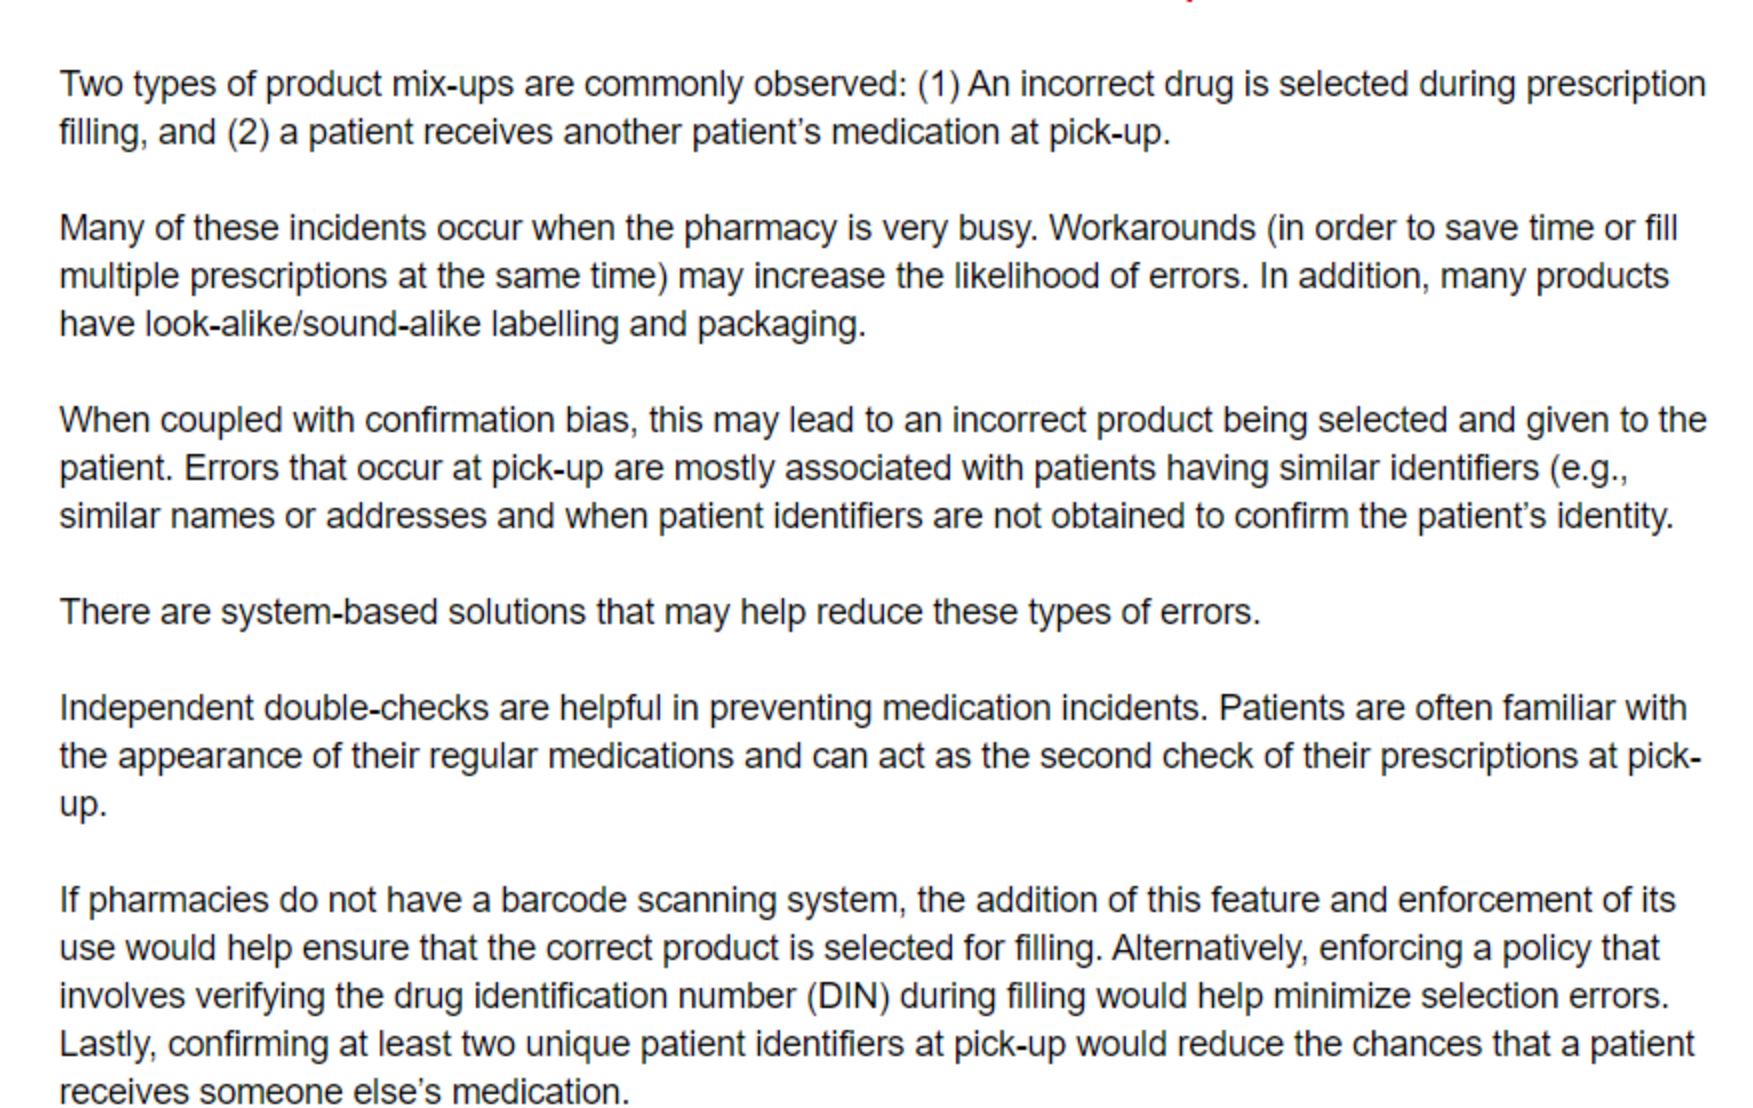 Two types of product mix-ups are commonly observed: (1) An incorrect drug is selected during prescription
filling, and (2) a patient receives another patient’s medication at pick-up.
Many of these incidents occur when the pharmacy is very busy. Workarounds (in order to save time or fill
multiple prescriptions at the same time) may increase the likelihood of errors. In addition, many products
have look-alike/sound-alike labelling and packaging.
When coupled with confirmation bias, this may lead to an incorrect product being selected and given to the
patient. Errors that occur at pick-up are mostly associated with patients having similar identifiers (e.g.,
similar names or addresses and when patient identifiers are not obtained to confirm the patient’s identity.
There are system-based solutions that may help reduce these types of errors.
Independent double-checks are helpful in preventing medication incidents. Patients are often familiar with
the appearance of their regular medications and can act as the second check of their prescriptions at pick-
up.
If pharmacies do not have a barcode scanning system, the addition of this feature and enforcement of its
use would help ensure that the correct product is selected for filling. Alternatively, enforcing a policy that
involves verifying the drug identification number (DIN) during filling would help minimize selection errors.
Lastly, confirming at least two unique patient identifiers at pick-up would reduce the chances that a patient
receives someone else’s medication.